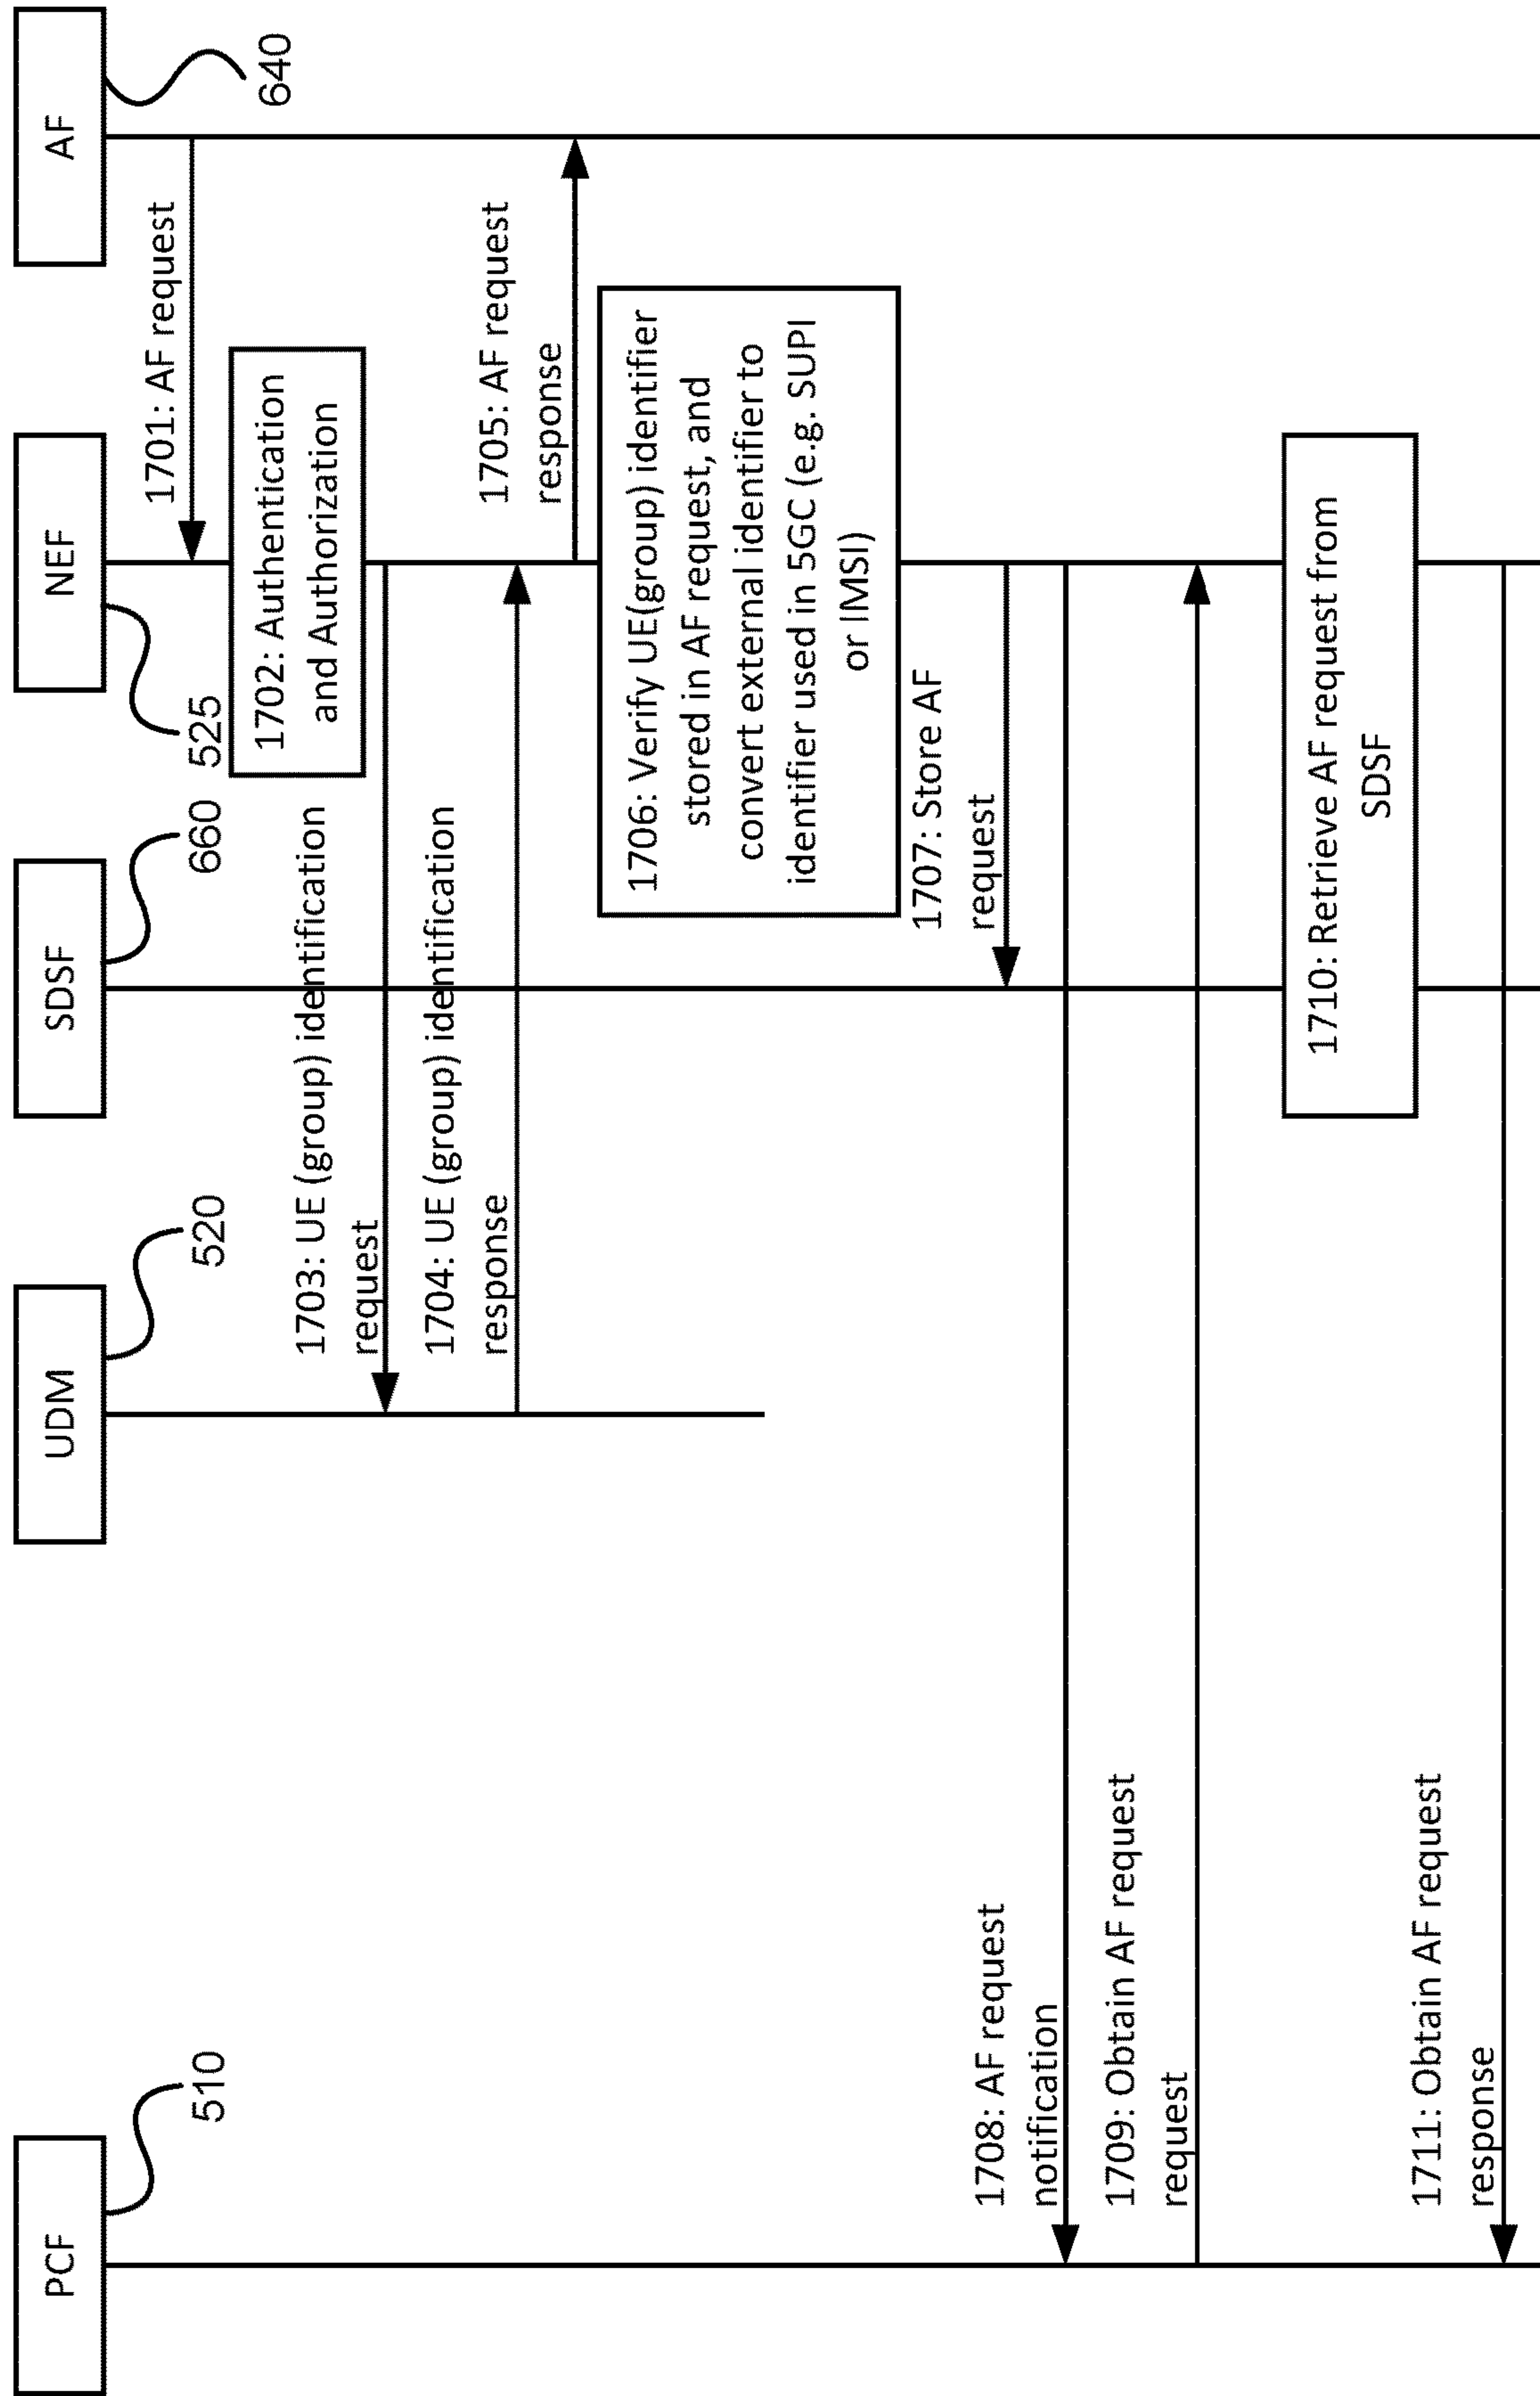 PCF
UDM
SDSF
NEF
AF
510
520
660
525
640
1701: AF request
1702: Authentication
and Authorization
1703: UE (group) identification
request
1704: UE (group) identification
response
1705: AF request
response
1706: Verify UE(group) identifier
stored in AF request, and
convert external identifier to
identifier used in 5GC (e.g. SUPI
or IMSI)
1707: Store AF
request
1708: AF request
notification
1709: Obtain AF request
request
1710: Retrieve AF request from
SDSF
1711: Obtain AF request
response